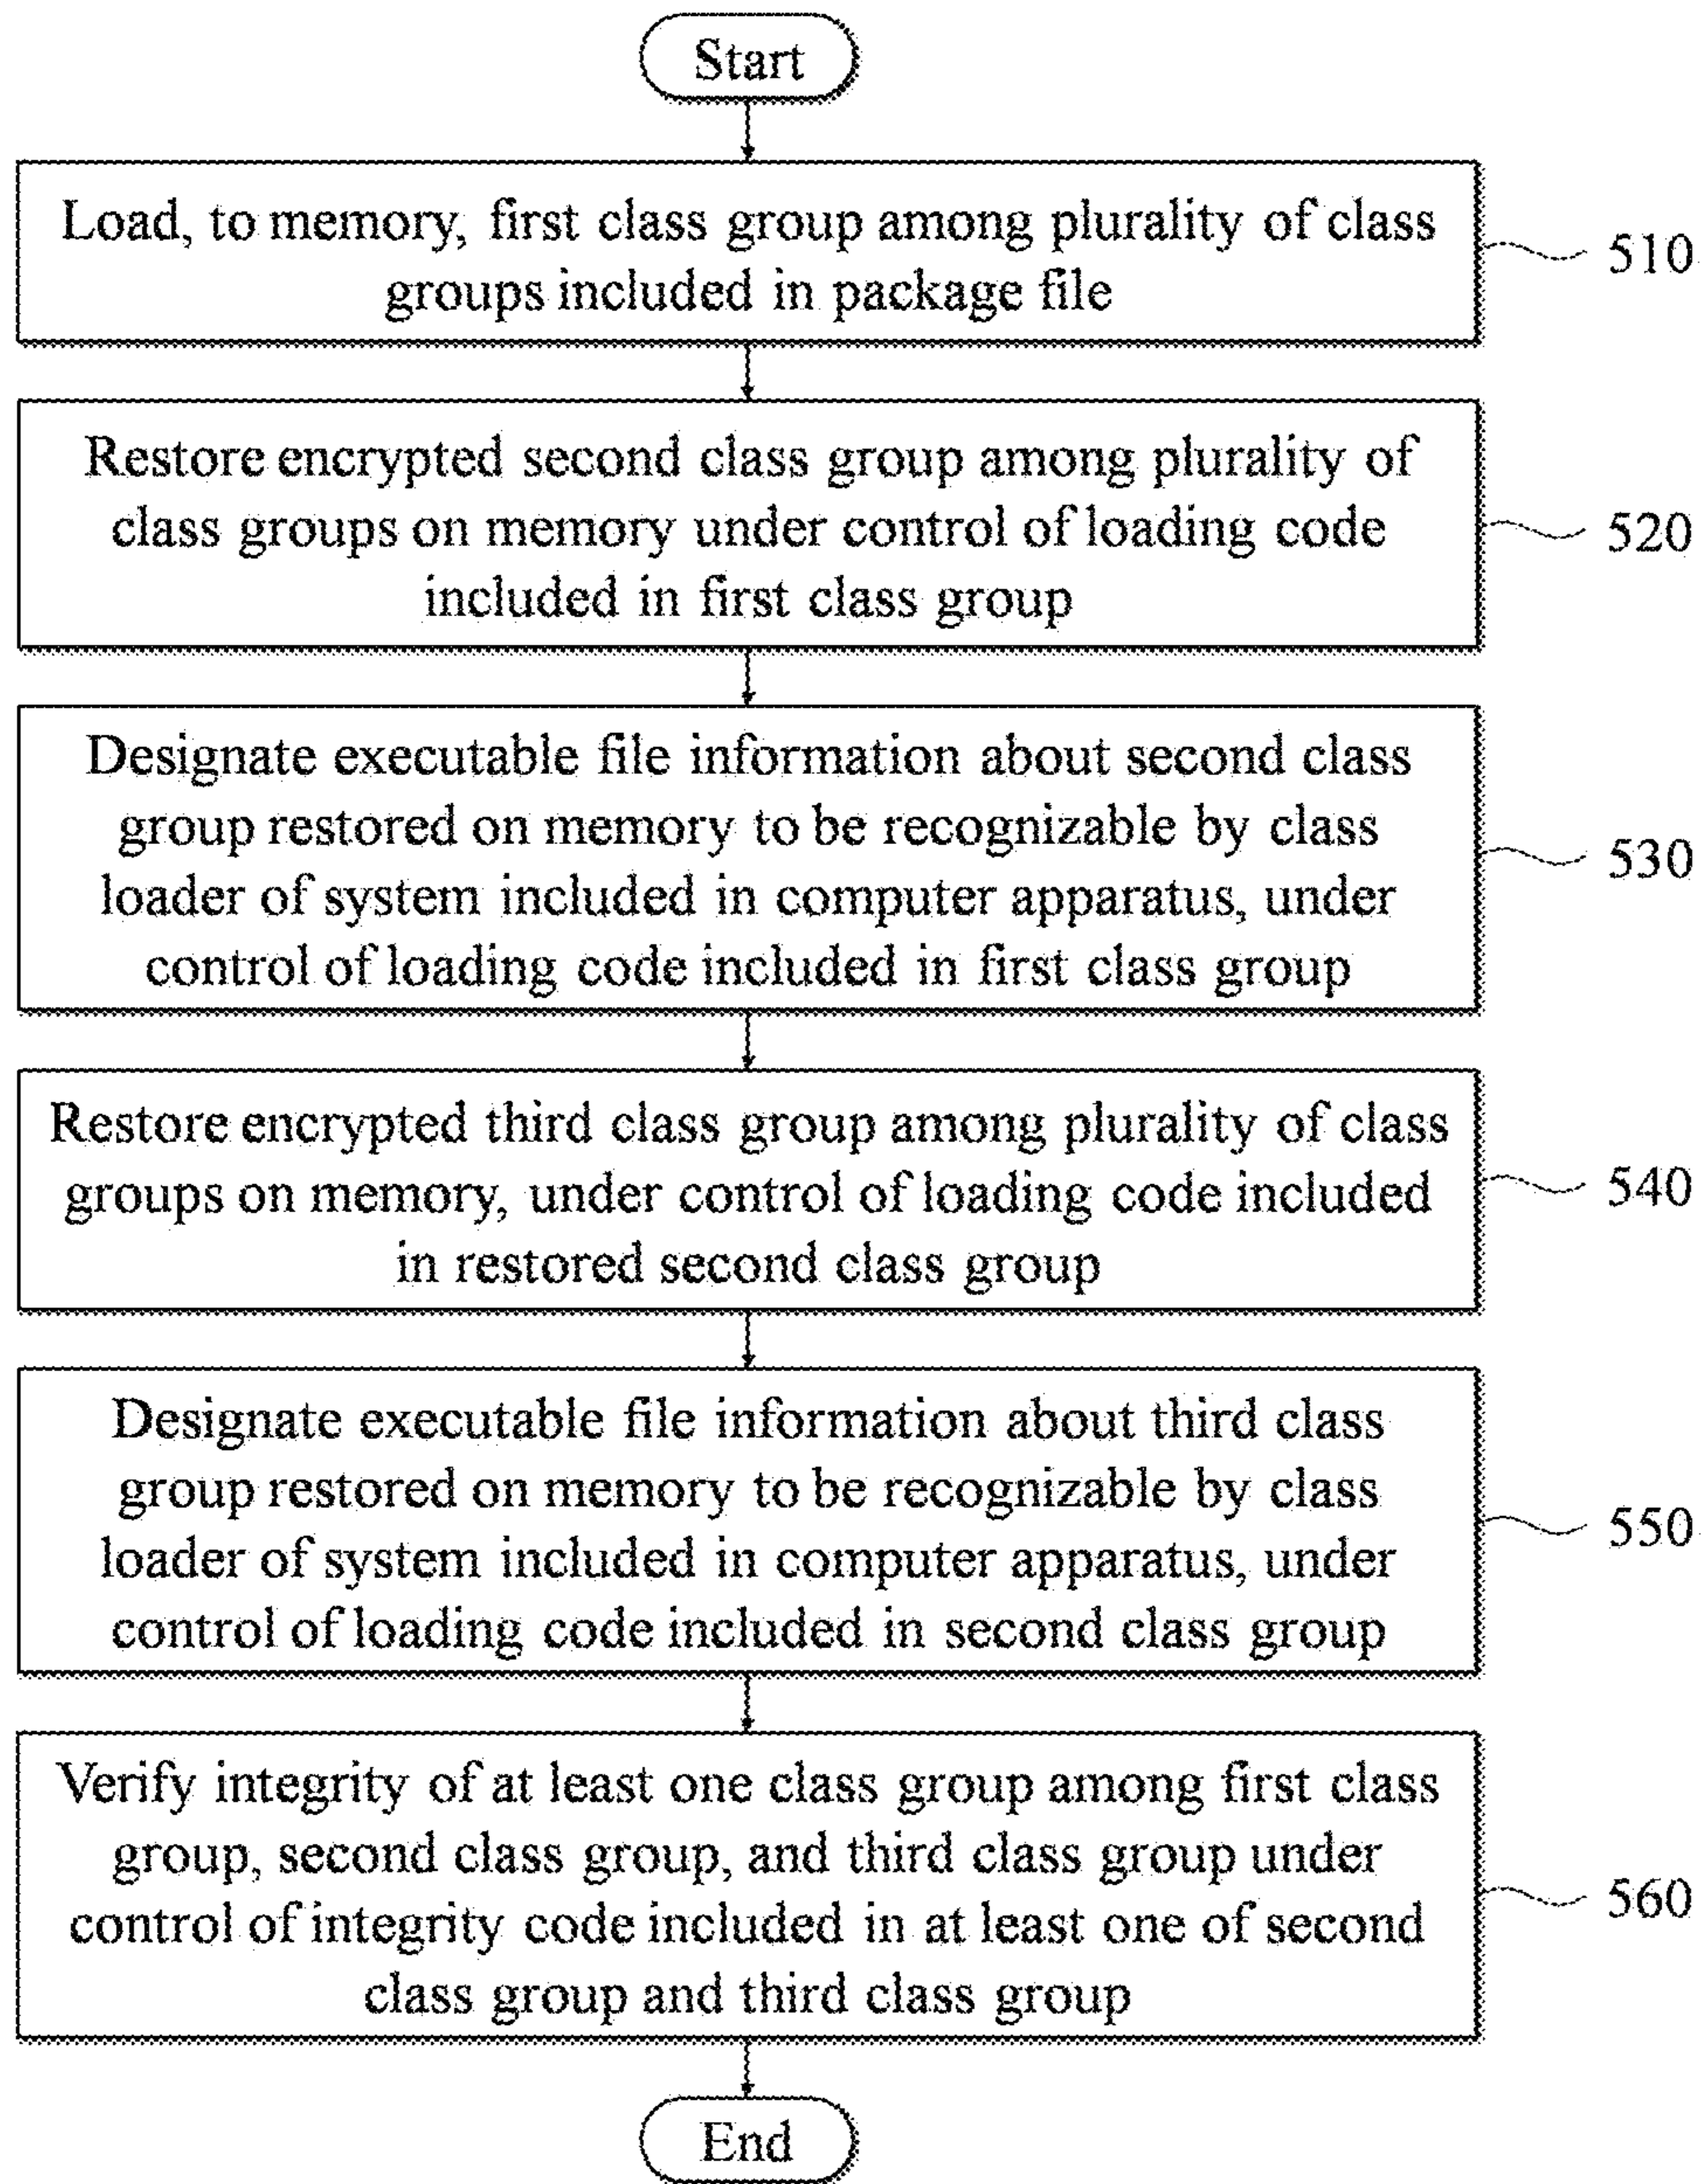 Start
Load, to memory, first class group among plurality of class
groups included in package file
510
Restore encrypted second class group among plurality of
class groups on memory under control of loading code
included in first class group
520
Designate executable file information about second class
group restored on memory to be recognizable by class
loader of system included in computer apparatus, under
control of loading code included in first class group
530
Restore encrypted third class group among plurality of class
groups on memory, under control of loading code included
in restored second class group
540
Designate executable file information about third class
group restored on memory to be recognizable by class
loader of system included in computer apparatus, under
control of loading code included in second class group
550
Verify integrity of at least one class group among first class
group, second class group, and third class group under
control of integrity code included in at least one of second
class group and third class group
560
End